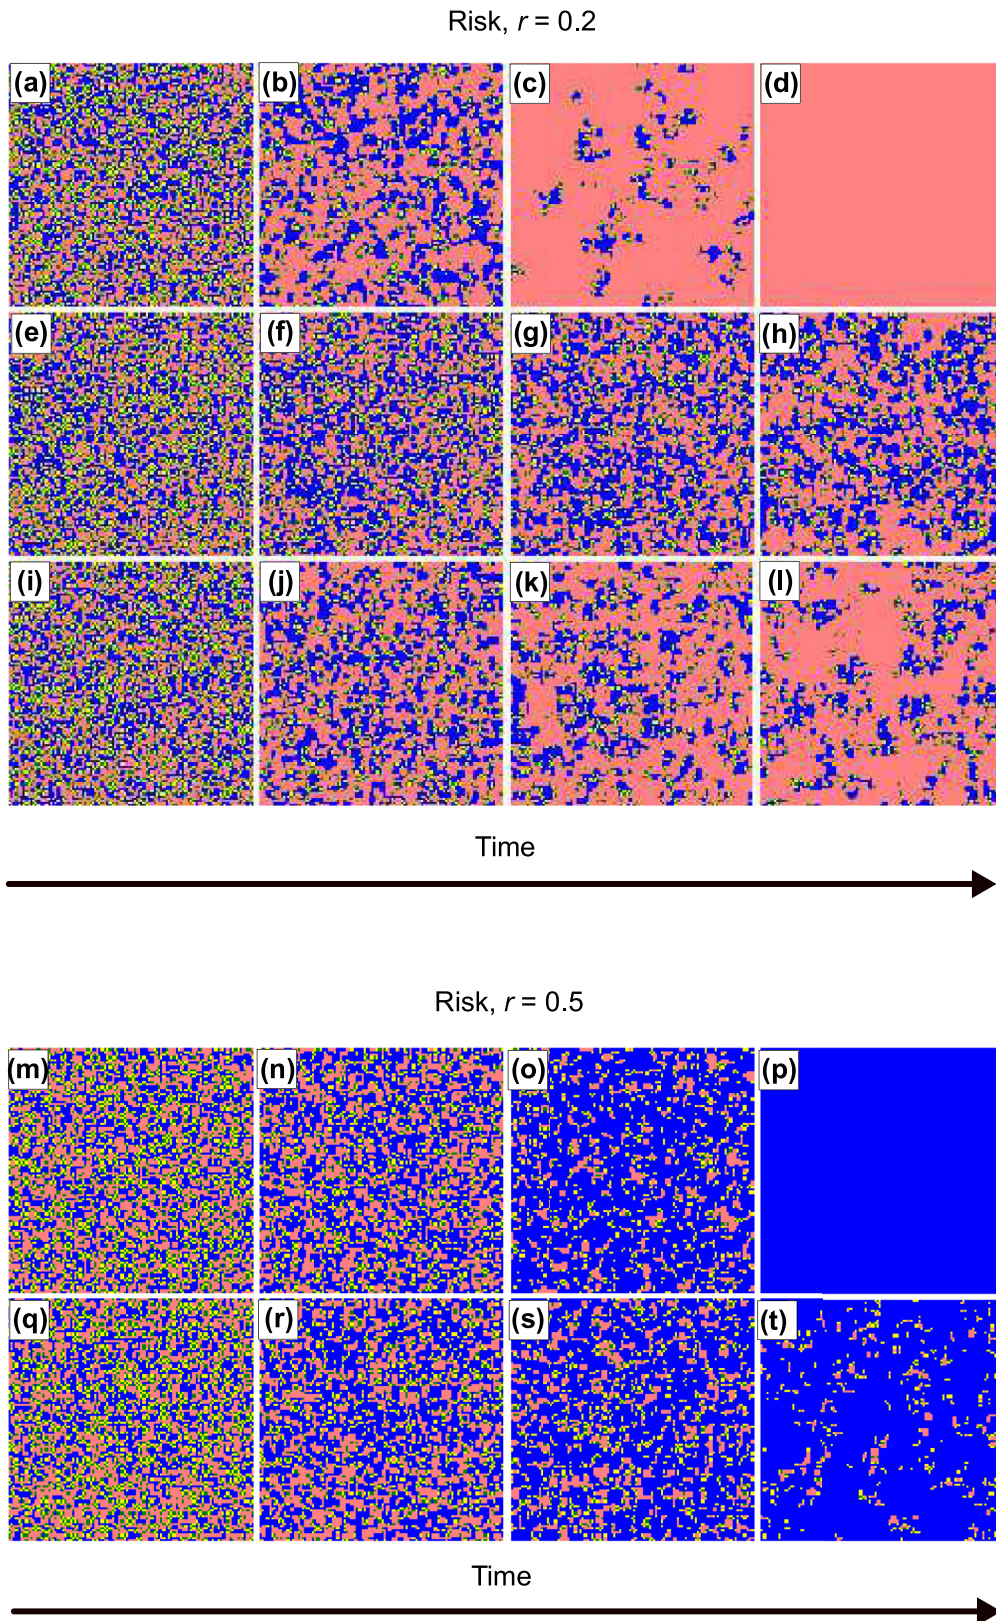 Risk, r = 0.2
(a) (b) (c) (d)
(e) (f) (g) (h)
(i) (j) (k) (l)
Time
Risk, r = 0.5
(m) (n) (o) (p)
(q) (r) (s) (t)
Time